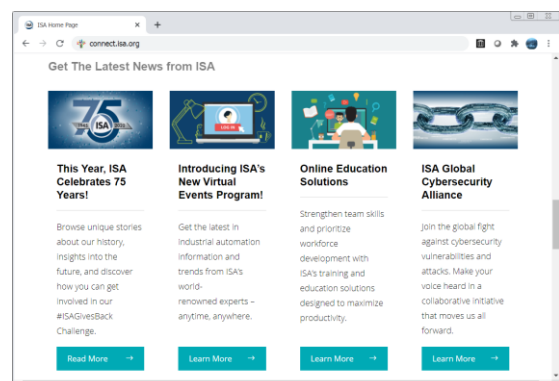 ISA Home Page
connect.isa.org
Get The Latest News from ISA
75
ISA
LOG IN
This Year, ISA
Celebrates 75
Years!
Browse unique stories
about our history,
insights into the
future, and discover
how you can get
involved in our
#ISAGivesBack
Challenge.
Read More →
Introducing ISA's
New Virtual
Events Program!
Get the latest in
industrial automation
information and
trends from ISA's
world-
renowned experts –
anytime, anywhere.
Learn More →
Online Education
Solutions
Strengthen team skills
and prioritize
workforce
development with
ISA's training and
education solutions
designed to maximize
productivity.
Learn More →
ISA Global
Cybersecurity
Alliance
Join the global fight
against cybersecurity
vulnerabilities and
attacks. Make your
voice heard in a
collaborative initiative
that moves us all
forward.
Learn More →